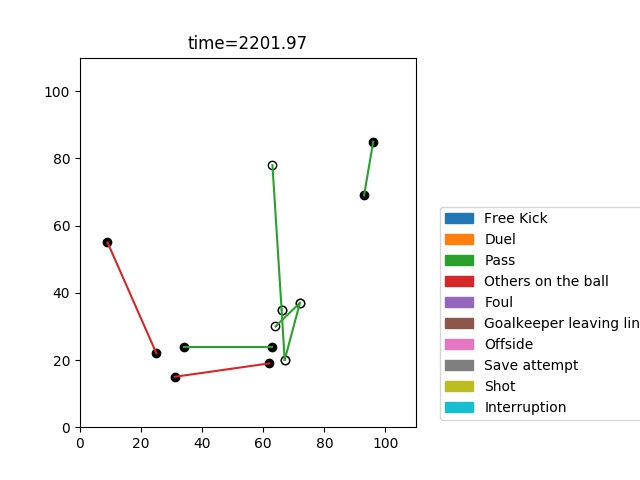 time=2201.97
100
80
60
40
20
0
0 20 40 60 80 100
Free Kick
Duel
Pass
Others on the ball
Foul
Goalkeeper leaving lin
Offside
Save attempt
Shot
Interruption